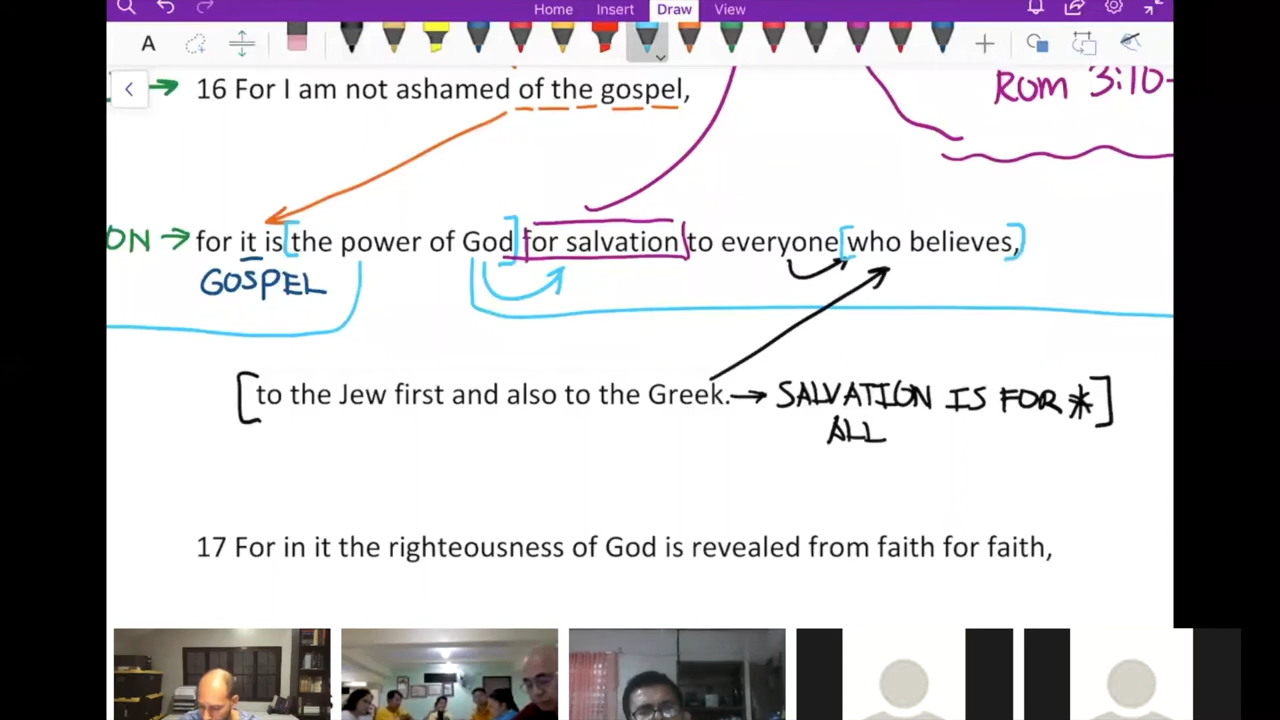 Home Insert Draw View
A
16 For I am not ashamed of the gospel,
Rom 3:10-
ON → for it is [the power of God] for salvation to everyone [who believes,]
GOSPEL
[to the Jew first and also to the Greek. → SALVATION IS FOR *]
ALL
17 For in it the righteousness of God is revealed from faith for faith,